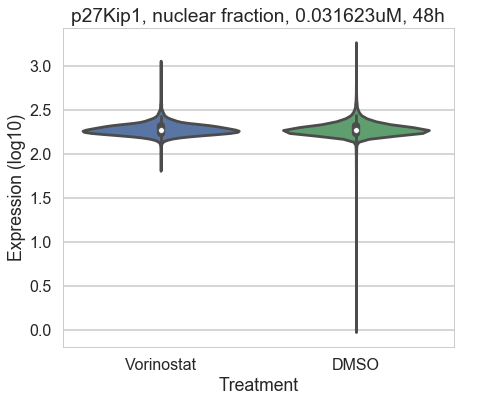 p27Kip1, nuclear fraction, 0.031623uM, 48h
Expression (log10)
3.0
2.5
2.0
1.5
1.0
0.5
0.0
Vorinostat DMSO
Treatment